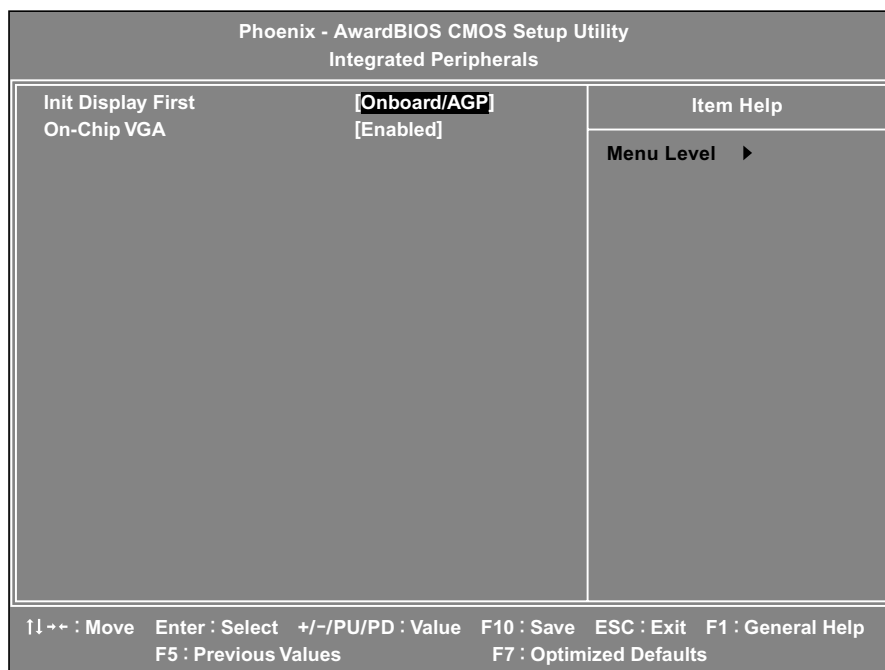 Phoenix - AwardBIOS CMOS Setup Utility
Integrated Peripherals
Init Display First [Onboard/AGP]
On-Chip VGA [Enabled]
Item Help
Menu Level ▶
↑↓→← : Move Enter : Select +/-/PU/PD : Value F10 : Save ESC : Exit F1 : General Help
F5 : Previous Values F7 : Optimized Defaults